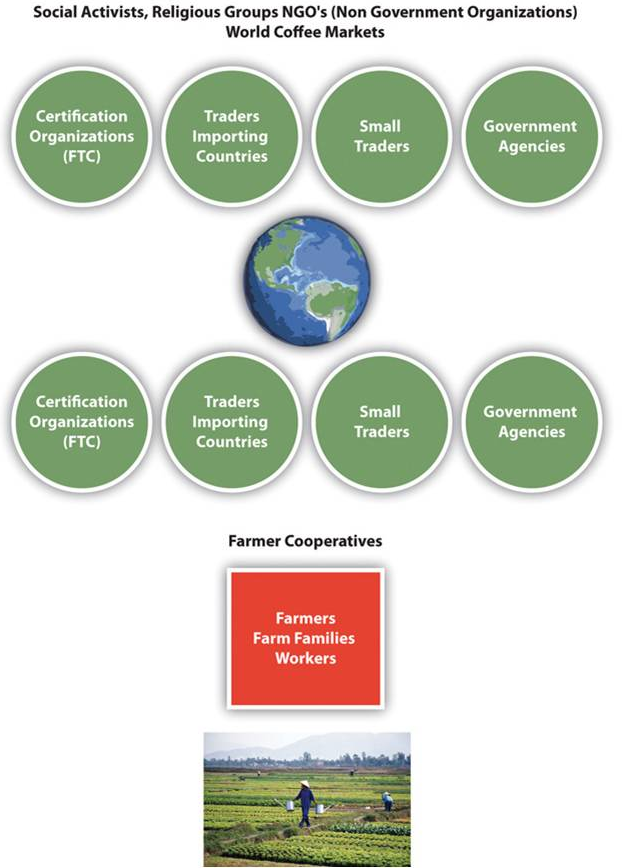 Social Activists, Religious Groups NGO's (Non Government Organizations)
World Coffee Markets
Certification
Organizations
(FTC)
Traders
Importing
Countries
Small
Traders
Government
Agencies
Certification
Organizations
(FTC)
Traders
Importing
Countries
Small
Traders
Government
Agencies
Farmer Cooperatives
Farmers
Farm Families
Workers